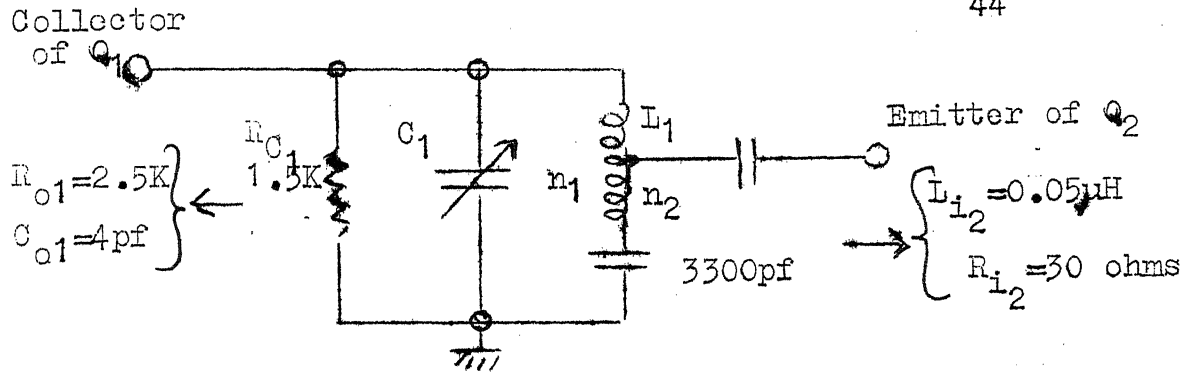 44
Collector
of Q1
RC1
1.5K
C1
L1
n1
n2
Emitter of Q2
Ro1=2.5K
Co1=4pf
3300pf
Li2=0.05µH
Ri2=30 ohms